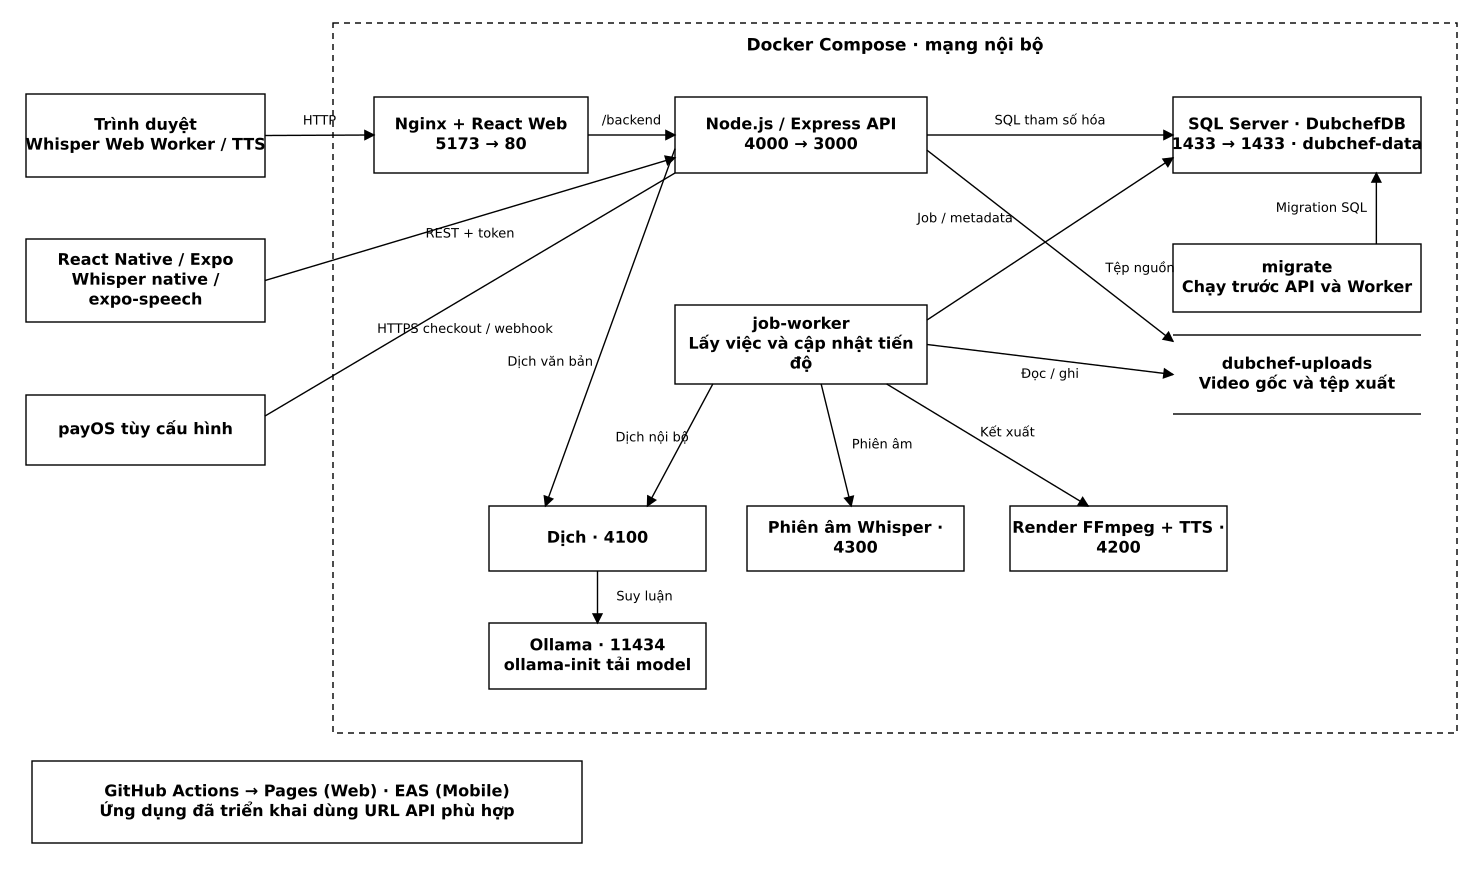 Docker Compose · mạng nội bộ
Trình duyệt
Whisper Web Worker / TTS
HTTP
Nginx + React Web
5173 → 80
/backend
Node.js / Express API
4000 → 3000
SQL tham số hóa
SQL Server · DubchefDB
1433 → 1433 · dubchef-data
Migration SQL
Job / metadata
REST + token
React Native / Expo
Whisper native /
expo-speech
Tệp nguồn
migrate
Chạy trước API và Worker
HTTPS checkout / webhook
job-worker
Lấy việc và cập nhật tiến
độ
Dịch văn bản
Đọc / ghi
dubchef-uploads
Video gốc và tệp xuất
payOS tùy cấu hình
Dịch nội bộ
Phiên âm
Kết xuất
Dịch · 4100
Phiên âm Whisper ·
4300
Render FFmpeg + TTS ·
4200
Suy luận
Ollama · 11434
ollama-init tải model
GitHub Actions → Pages (Web) · EAS (Mobile)
Ứng dụng đã triển khai dùng URL API phù hợp